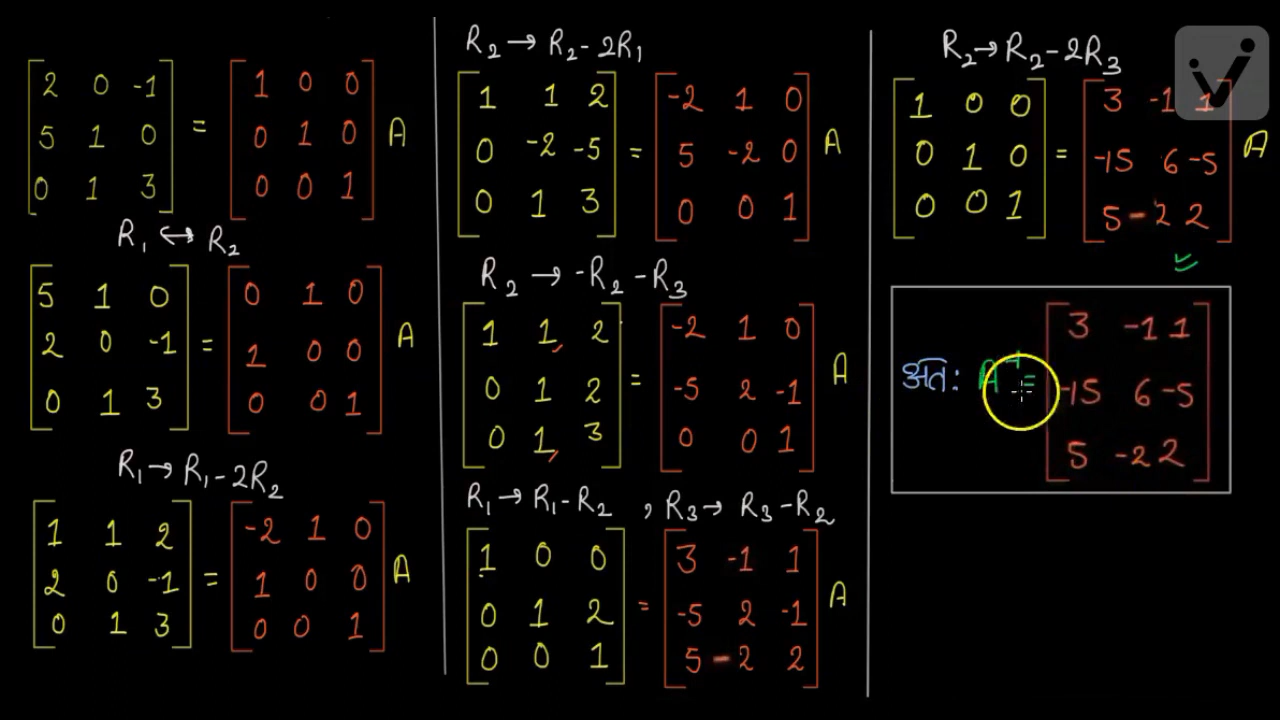 2 0 -1 = 1 0 0
5 1 0 0 1 0 A
0 1 3 0 0 1
R₁ ↔ R₂
5 1 0 0 1 0
2 0 -1 = 1 0 0 A
0 1 3 0 0 1
R₁ → R₁ - 2R₂
1 1 2 -2 1 0
2 0 -1 = 1 0 0 A
0 1 3 0 0 1
R₂ → R₂ - 2R₁
1 1 2 -2 1 0
0 -2 -5 = 5 -2 0 A
0 1 3 0 0 1
R₂ → -R₂ - R₃
1 1 2 -2 1 0
0 1 2 = -5 2 -1 A
0 1 3 0 0 1
R₁ → R₁ - R₂ , R₃ → R₃ - R₂
1 0 0 3 -1 1
0 1 2 = -5 2 -1 A
0 0 1 5 -2 2
R₂ → R₂ - 2R₃
1 0 0 3 -1 1
0 1 0 = -15 6 -5 A
0 0 1 5 -2 2
3 -1 1
अतः A⁻¹ = -15 6 -5
5 -2 2